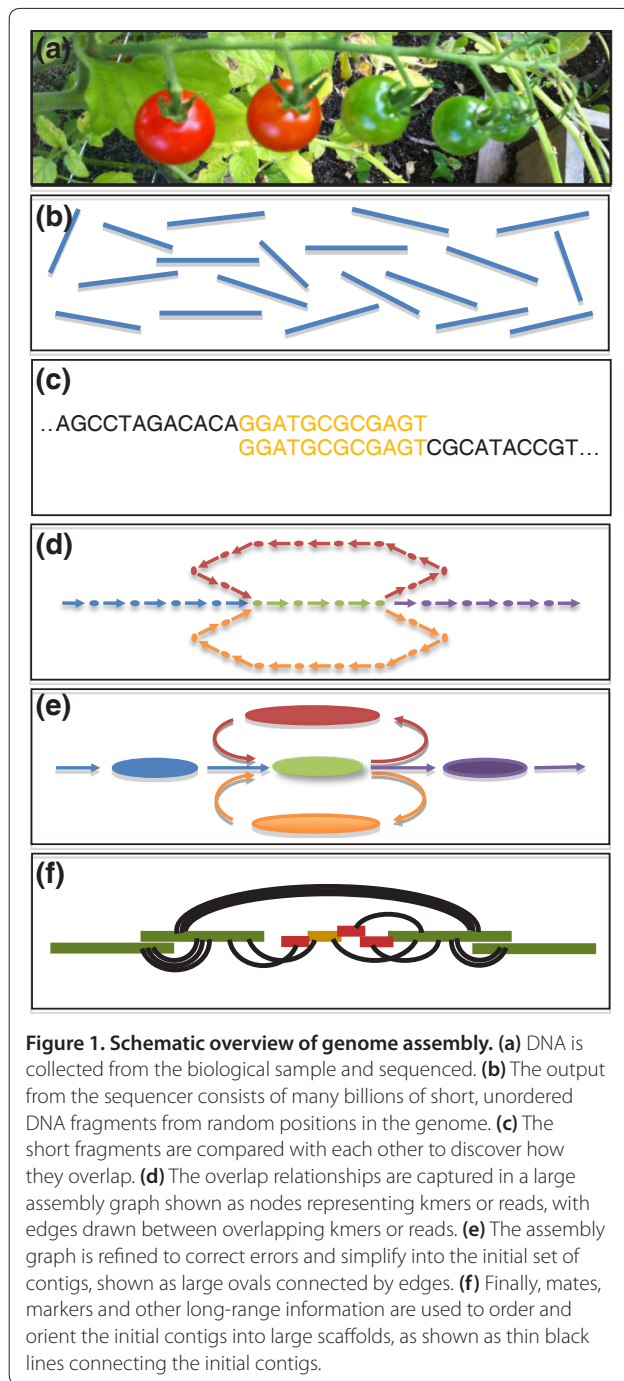 (a)
(b)
(c)
..AGCCTAGACACAGGATGCGCGAGT
GGATGCGCGAGTCGCATACCGT...
(d)
(e)
(f)
Figure 1. Schematic overview of genome assembly. (a) DNA is
collected from the biological sample and sequenced. (b) The output
from the sequencer consists of many billions of short, unordered
DNA fragments from random positions in the genome. (c) The
short fragments are compared with each other to discover how
they overlap. (d) The overlap relationships are captured in a large
assembly graph shown as nodes representing kmers or reads, with
edges drawn between overlapping kmers or reads. (e) The assembly
graph is refined to correct errors and simplify into the initial set of
contigs, shown as large ovals connected by edges. (f) Finally, mates,
markers and other long-range information are used to order and
orient the initial contigs into large scaffolds, as shown as thin black
lines connecting the initial contigs.